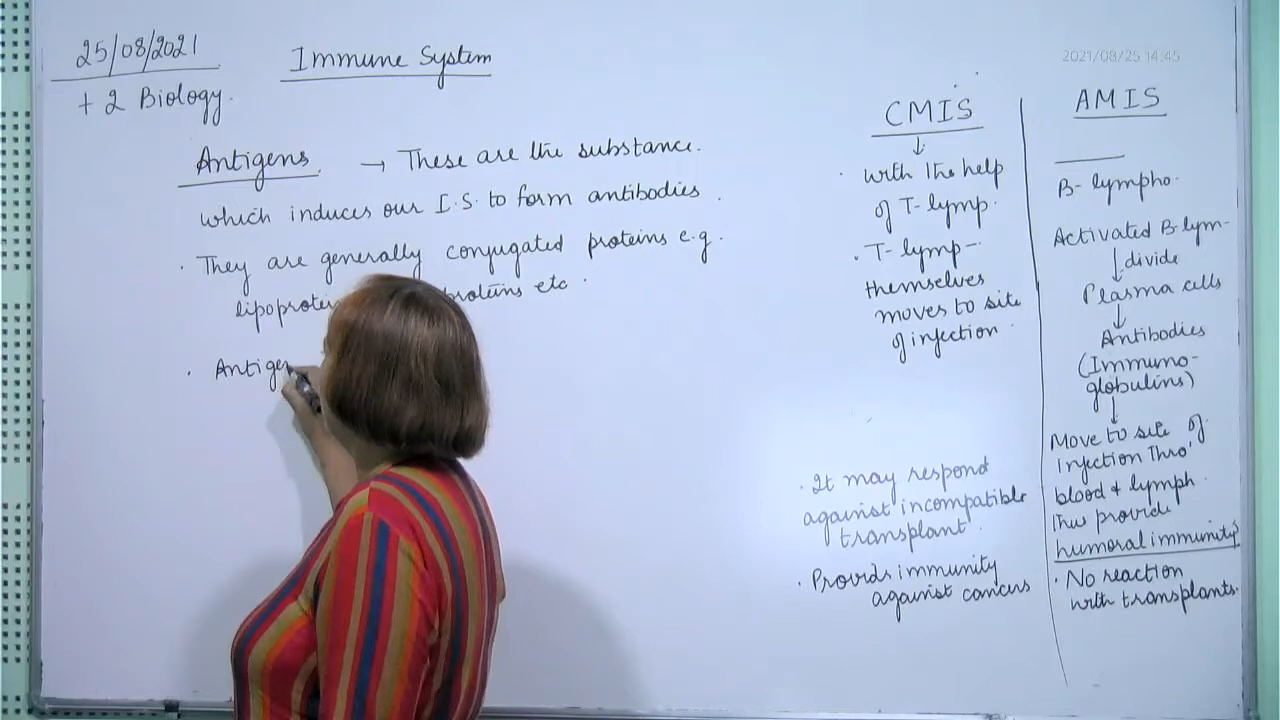 25/08/2021
+ 2 Biology.
Immune System
2021/08/25 14:45
Antigens. → These are the substance.
which induces our I.S. to form antibodies.
· They are generally conjugated proteins e.g.
lipoprotei proteins etc.
· Antigen
CMIS
↓
· with the help
of T-lymp.
· T-lymp-
themselves
moves to site
of infection.
· It may respond
against incompatible
transplant.
· Provids immunity
against cancers
AMIS
B-lympho.
Activated B-lym-
↓ divide
Plasma cells
↓
Antibodies
(Immuno-
globulins)
↓
Move to site of
Infection Thro'
blood & lymph.
thus provide
humoral immunity
· No reaction
with transplants.